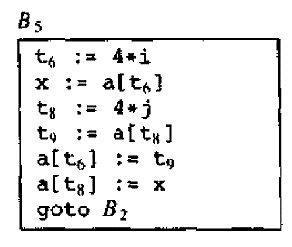 B₅
t₆ := 4*i
x := a[t₆]
t₈ := 4*j
t₉ := a[t₈]
a[t₆] := t₉
a[t₈] := x
goto B₂